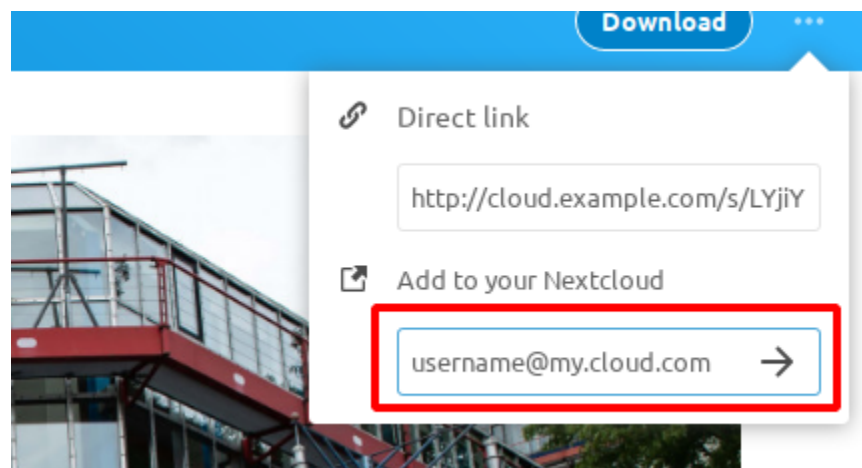 Download
Direct link
http://cloud.example.com/s/LYjiY
Add to your Nextcloud
username@my.cloud.com